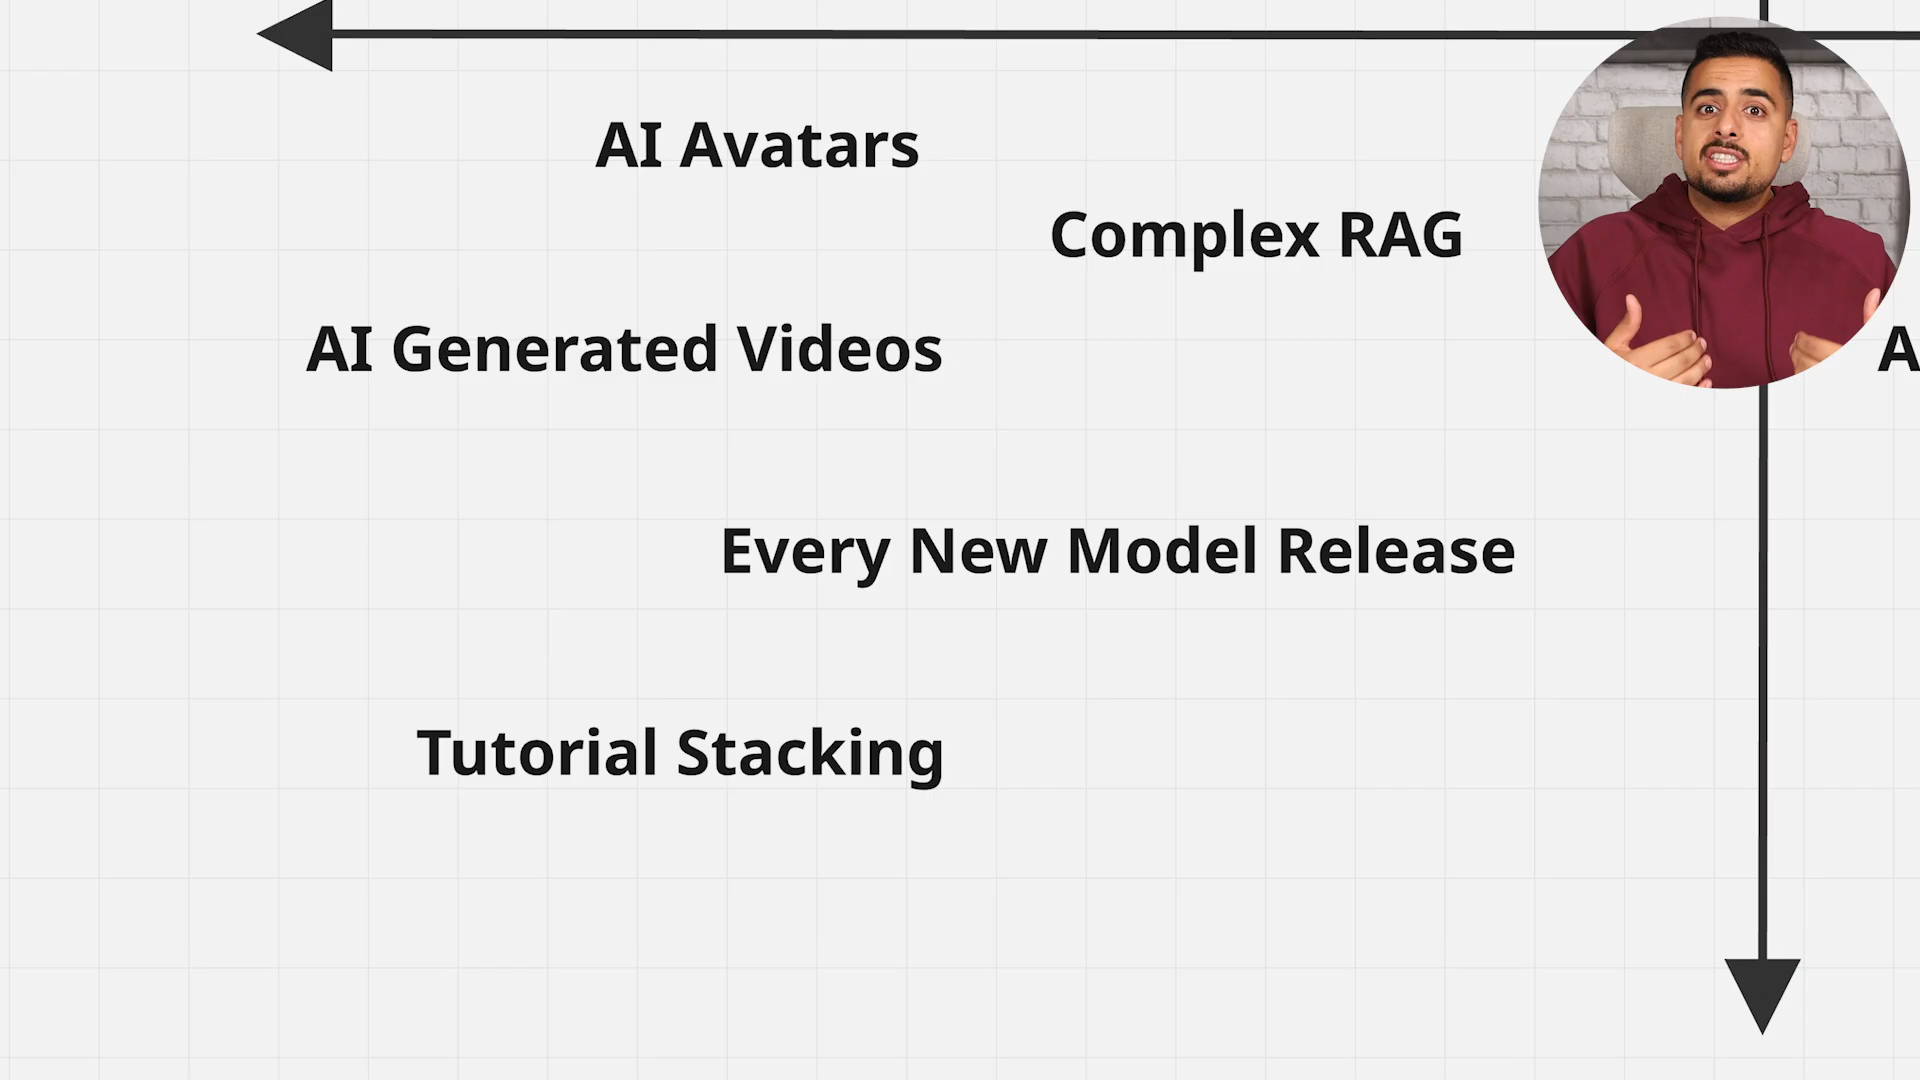 AI Avatars
Complex RAG
AI Generated Videos
A
Every New Model Release
Tutorial Stacking